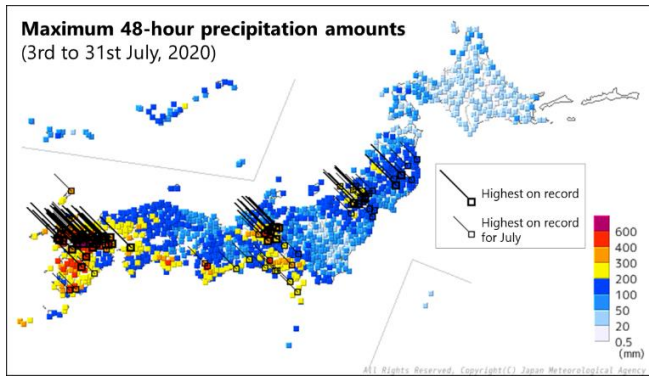 Maximum 48-hour precipitation amounts
(3rd to 31st July, 2020)
Highest on record
Highest on record
for July
600
400
300
200
100
50
20
0.5
(mm)
All Rights Reserved, Copyright(C) Japan Meteorological Agency